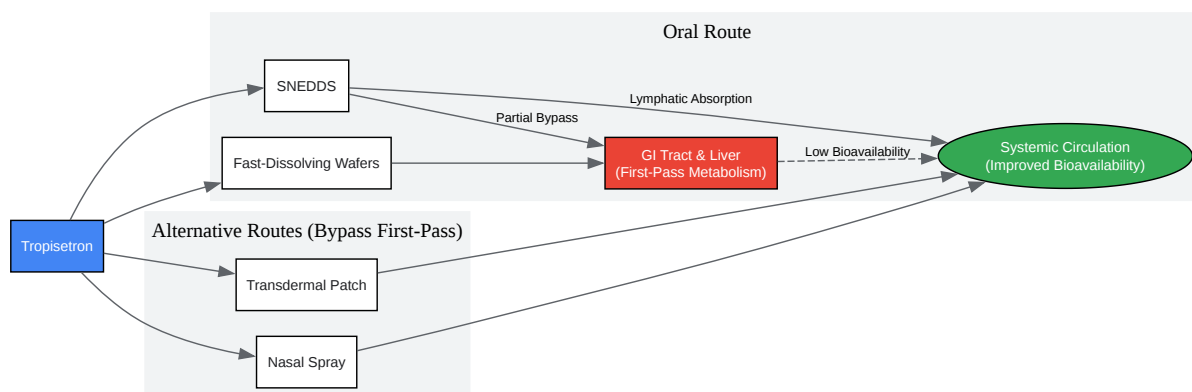 Oral Route
SNEDDS
Lymphatic Absorption
Partial Bypass
Fast-Dissolving Wafers
GI Tract & Liver
(First-Pass Metabolism)
Low Bioavailability
Systemic Circulation
(Improved Bioavailability)
Tropisetron
Alternative Routes (Bypass First-Pass)
Transdermal Patch
Nasal Spray